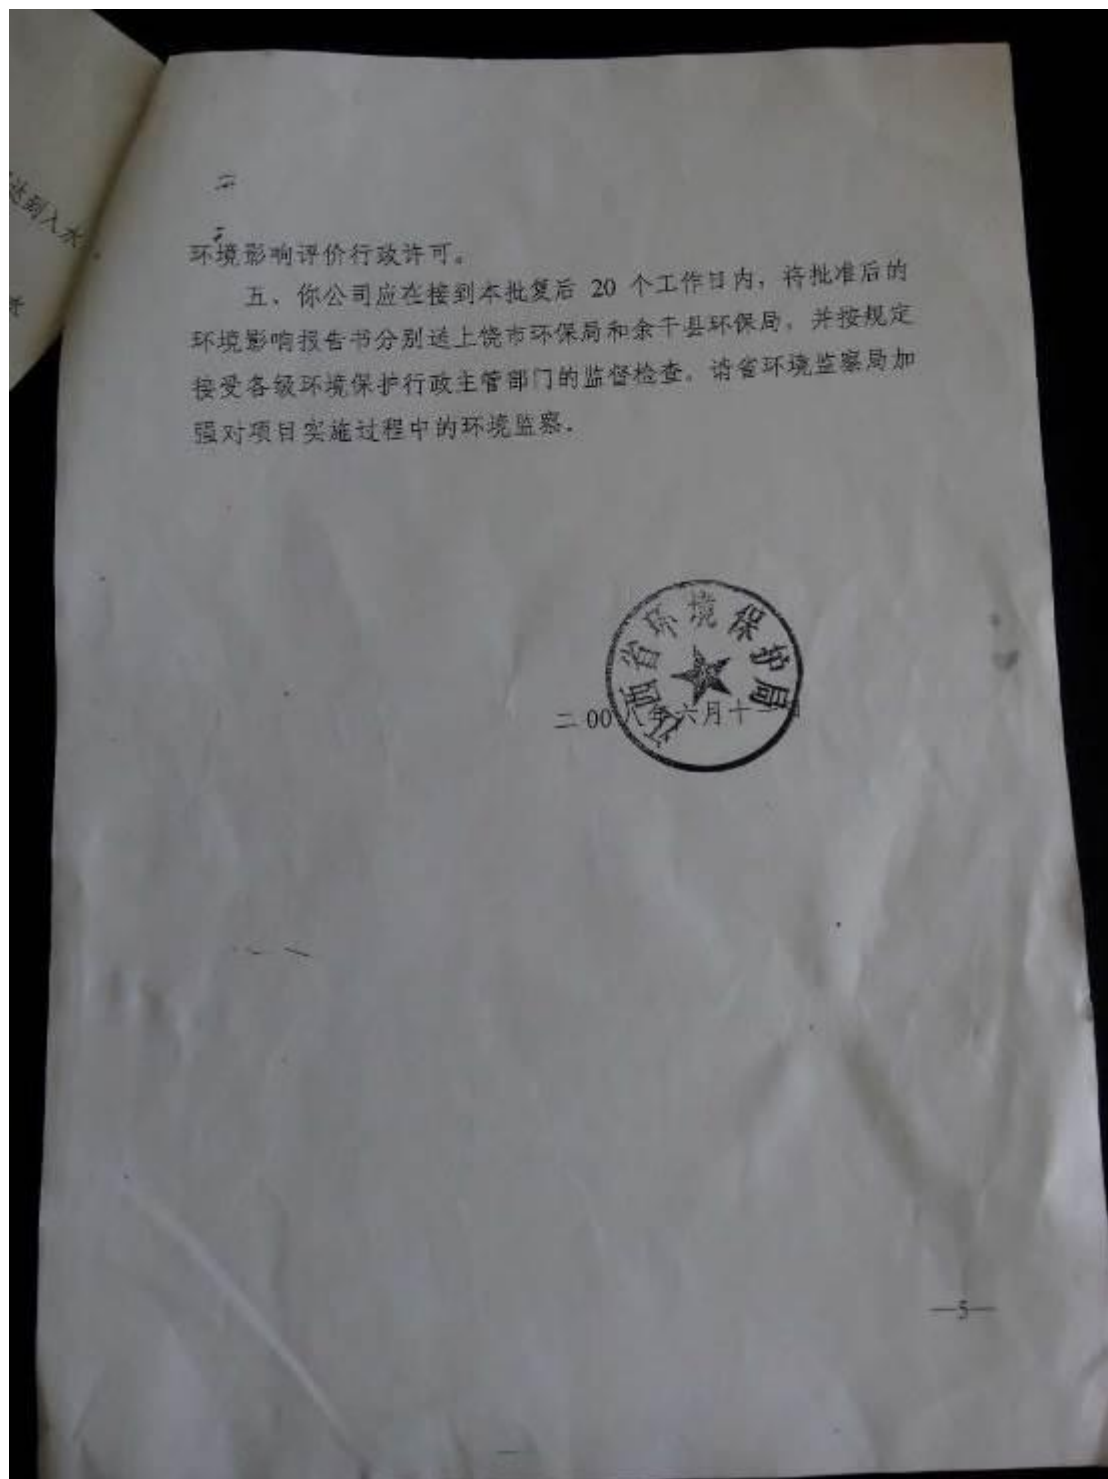 达到入水
环境影响评价行政许可。
五、你公司应在接到本批复后 20 个工作日内，将批准后的
环境影响报告书分别送上饶市环保局和余干县环保局，并按规定
接受各级环境保护行政主管部门的监督检查。请省环境监察局加
强对项目实施过程中的环境监察。
江西省环境保护局
二00八年六月十
—5—